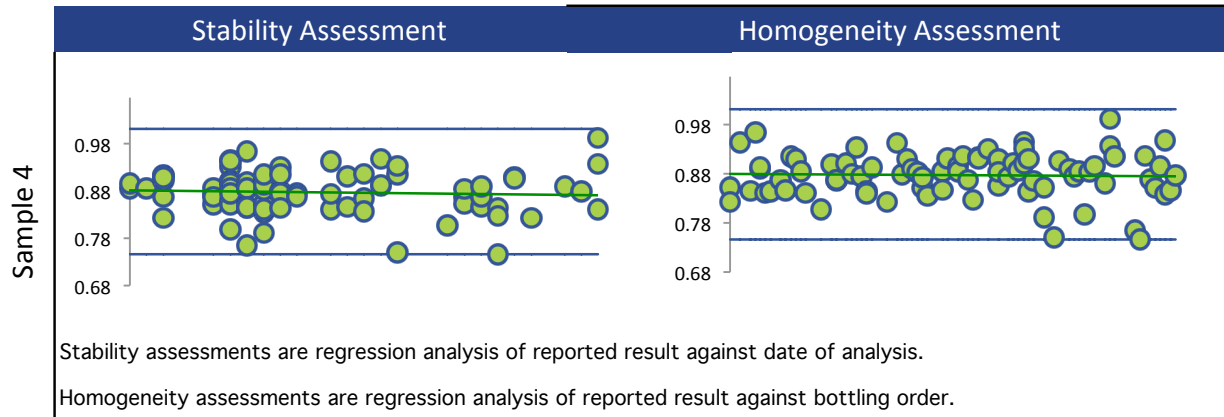 Stability Assessment
Homogeneity Assessment
Sample 4
0.98
0.88
0.78
0.68
0.98
0.88
0.78
0.68
Stability assessments are regression analysis of reported result against date of analysis.
Homogeneity assessments are regression analysis of reported result against bottling order.